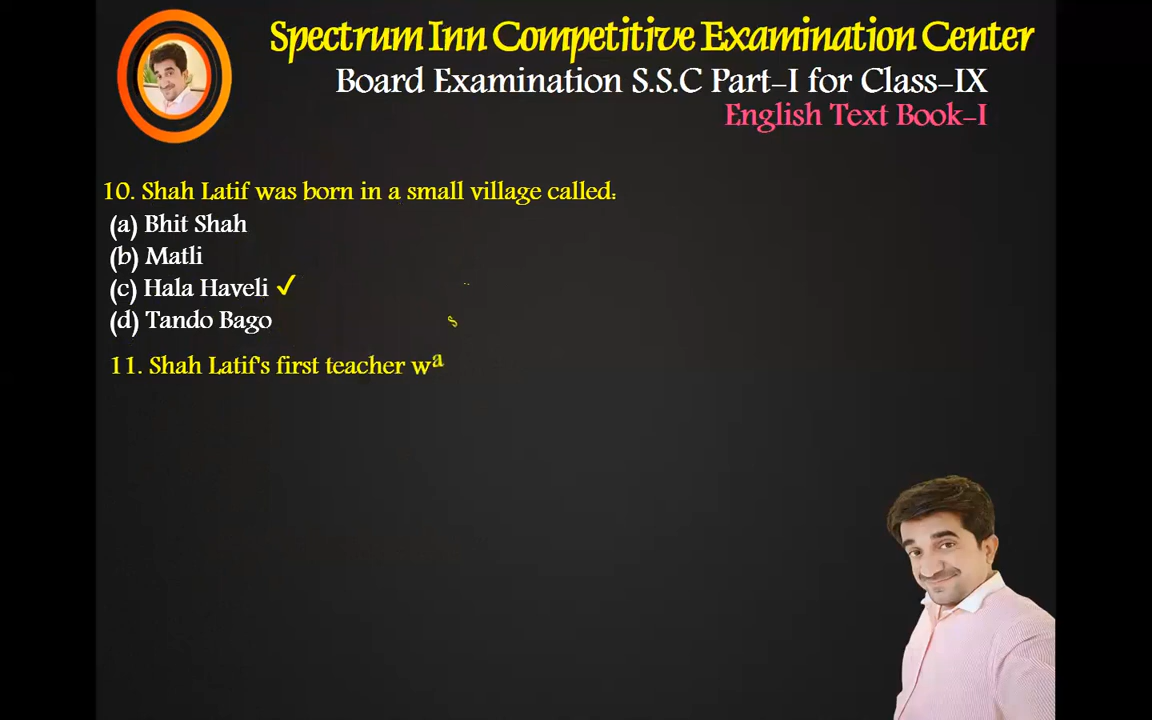 Spectrum Inn Competitive Examination Center
Board Examination S.S.C Part-I for Class-IX
English Text Book-I
10. Shah Latif was born in a small village called:
(a) Bhit Shah
(b) Matli
(c) Hala Haveli ✓
(d) Tando Bago
11. Shah Latif's first teacher was